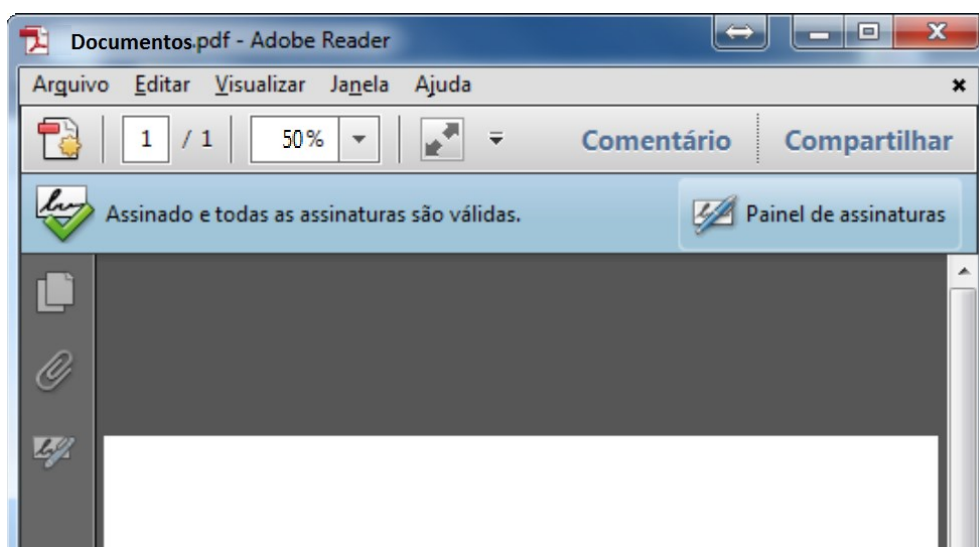 Documentos.pdf - Adobe Reader
Arquivo Editar Visualizar Janela Ajuda
1 / 1 50% Comentário Compartilhar
Assinado e todas as assinaturas são válidas. Painel de assinaturas